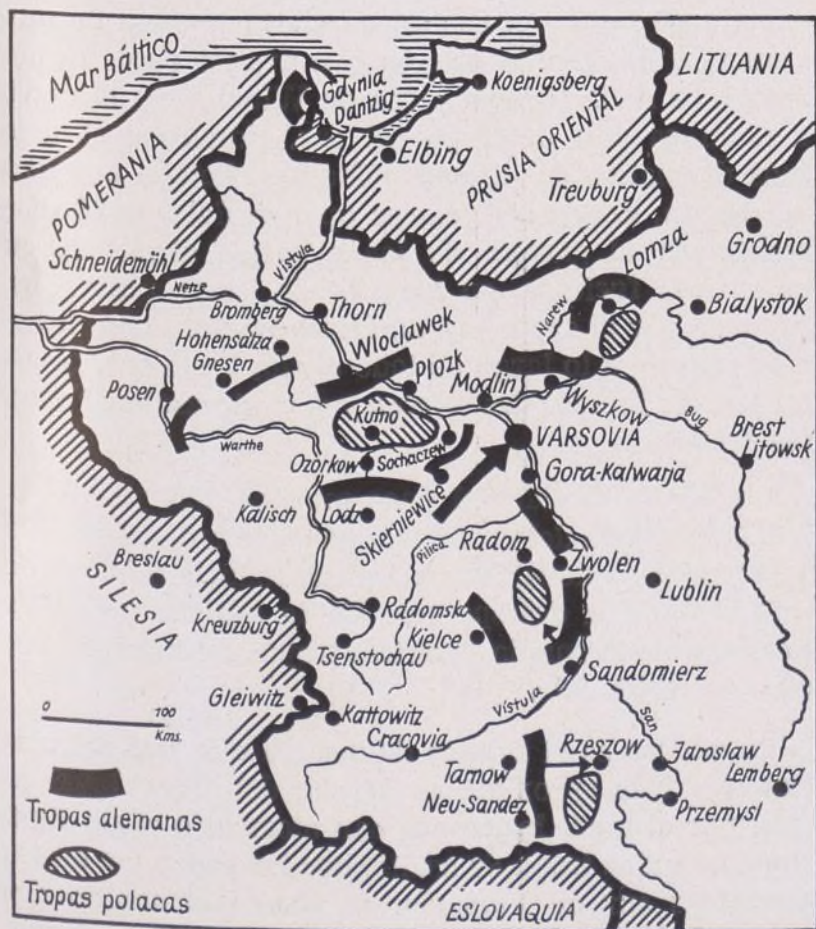 Mar Báltico
Gdynia
Dantzig
Koenigsberg
LITUANIA
POMERANIA
Elbing
PRUSIA ORIENTAL
Treuburg
Grodno
Schneidemühl
Netze
Vistula
Bromberg
Thorn
Lomza
Narew
Bialystok
Hohensalza
Gnesen
Wloclawek
Plozk
Modlin
Wyszkow
Bug
Posen
Warthe
Kutno
Sochaczew
VARSOVIA
Brest
Litowsk
Ozorkow
Gora-Kalwarja
Kalisch
Lodz
Skierniewice
Pilica
Radom
Zwolen
Lublin
Breslau
SILESIA
Kreuzburg
Radomsko
Tsenstochau
Kielce
Sandomierz
Gleiwitz
Kattowitz
Vistula
Cracovia
San
Tarnow
Rzeszow
Jaroslaw
Lemberg
Neu-Sandez
Przemysl
0 100
Kms.
Tropas alemanas
Tropas polacas
ESLOVAQUIA